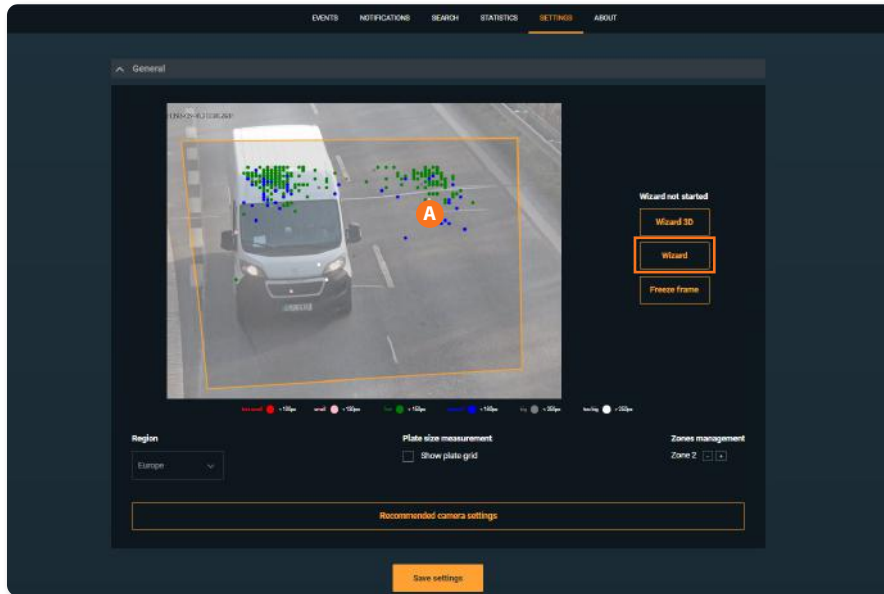 EVENTS NOTIFICATIONS SEARCH STATISTICS SETTINGS ABOUT
General
A
Wizard not started
Wizard 3D
Wizard
Freeze frame
small
Region
Plate size measurement
Zones management
Europe
Show plate grid
Zone 2 - +
Recommended camera settings
Save settings